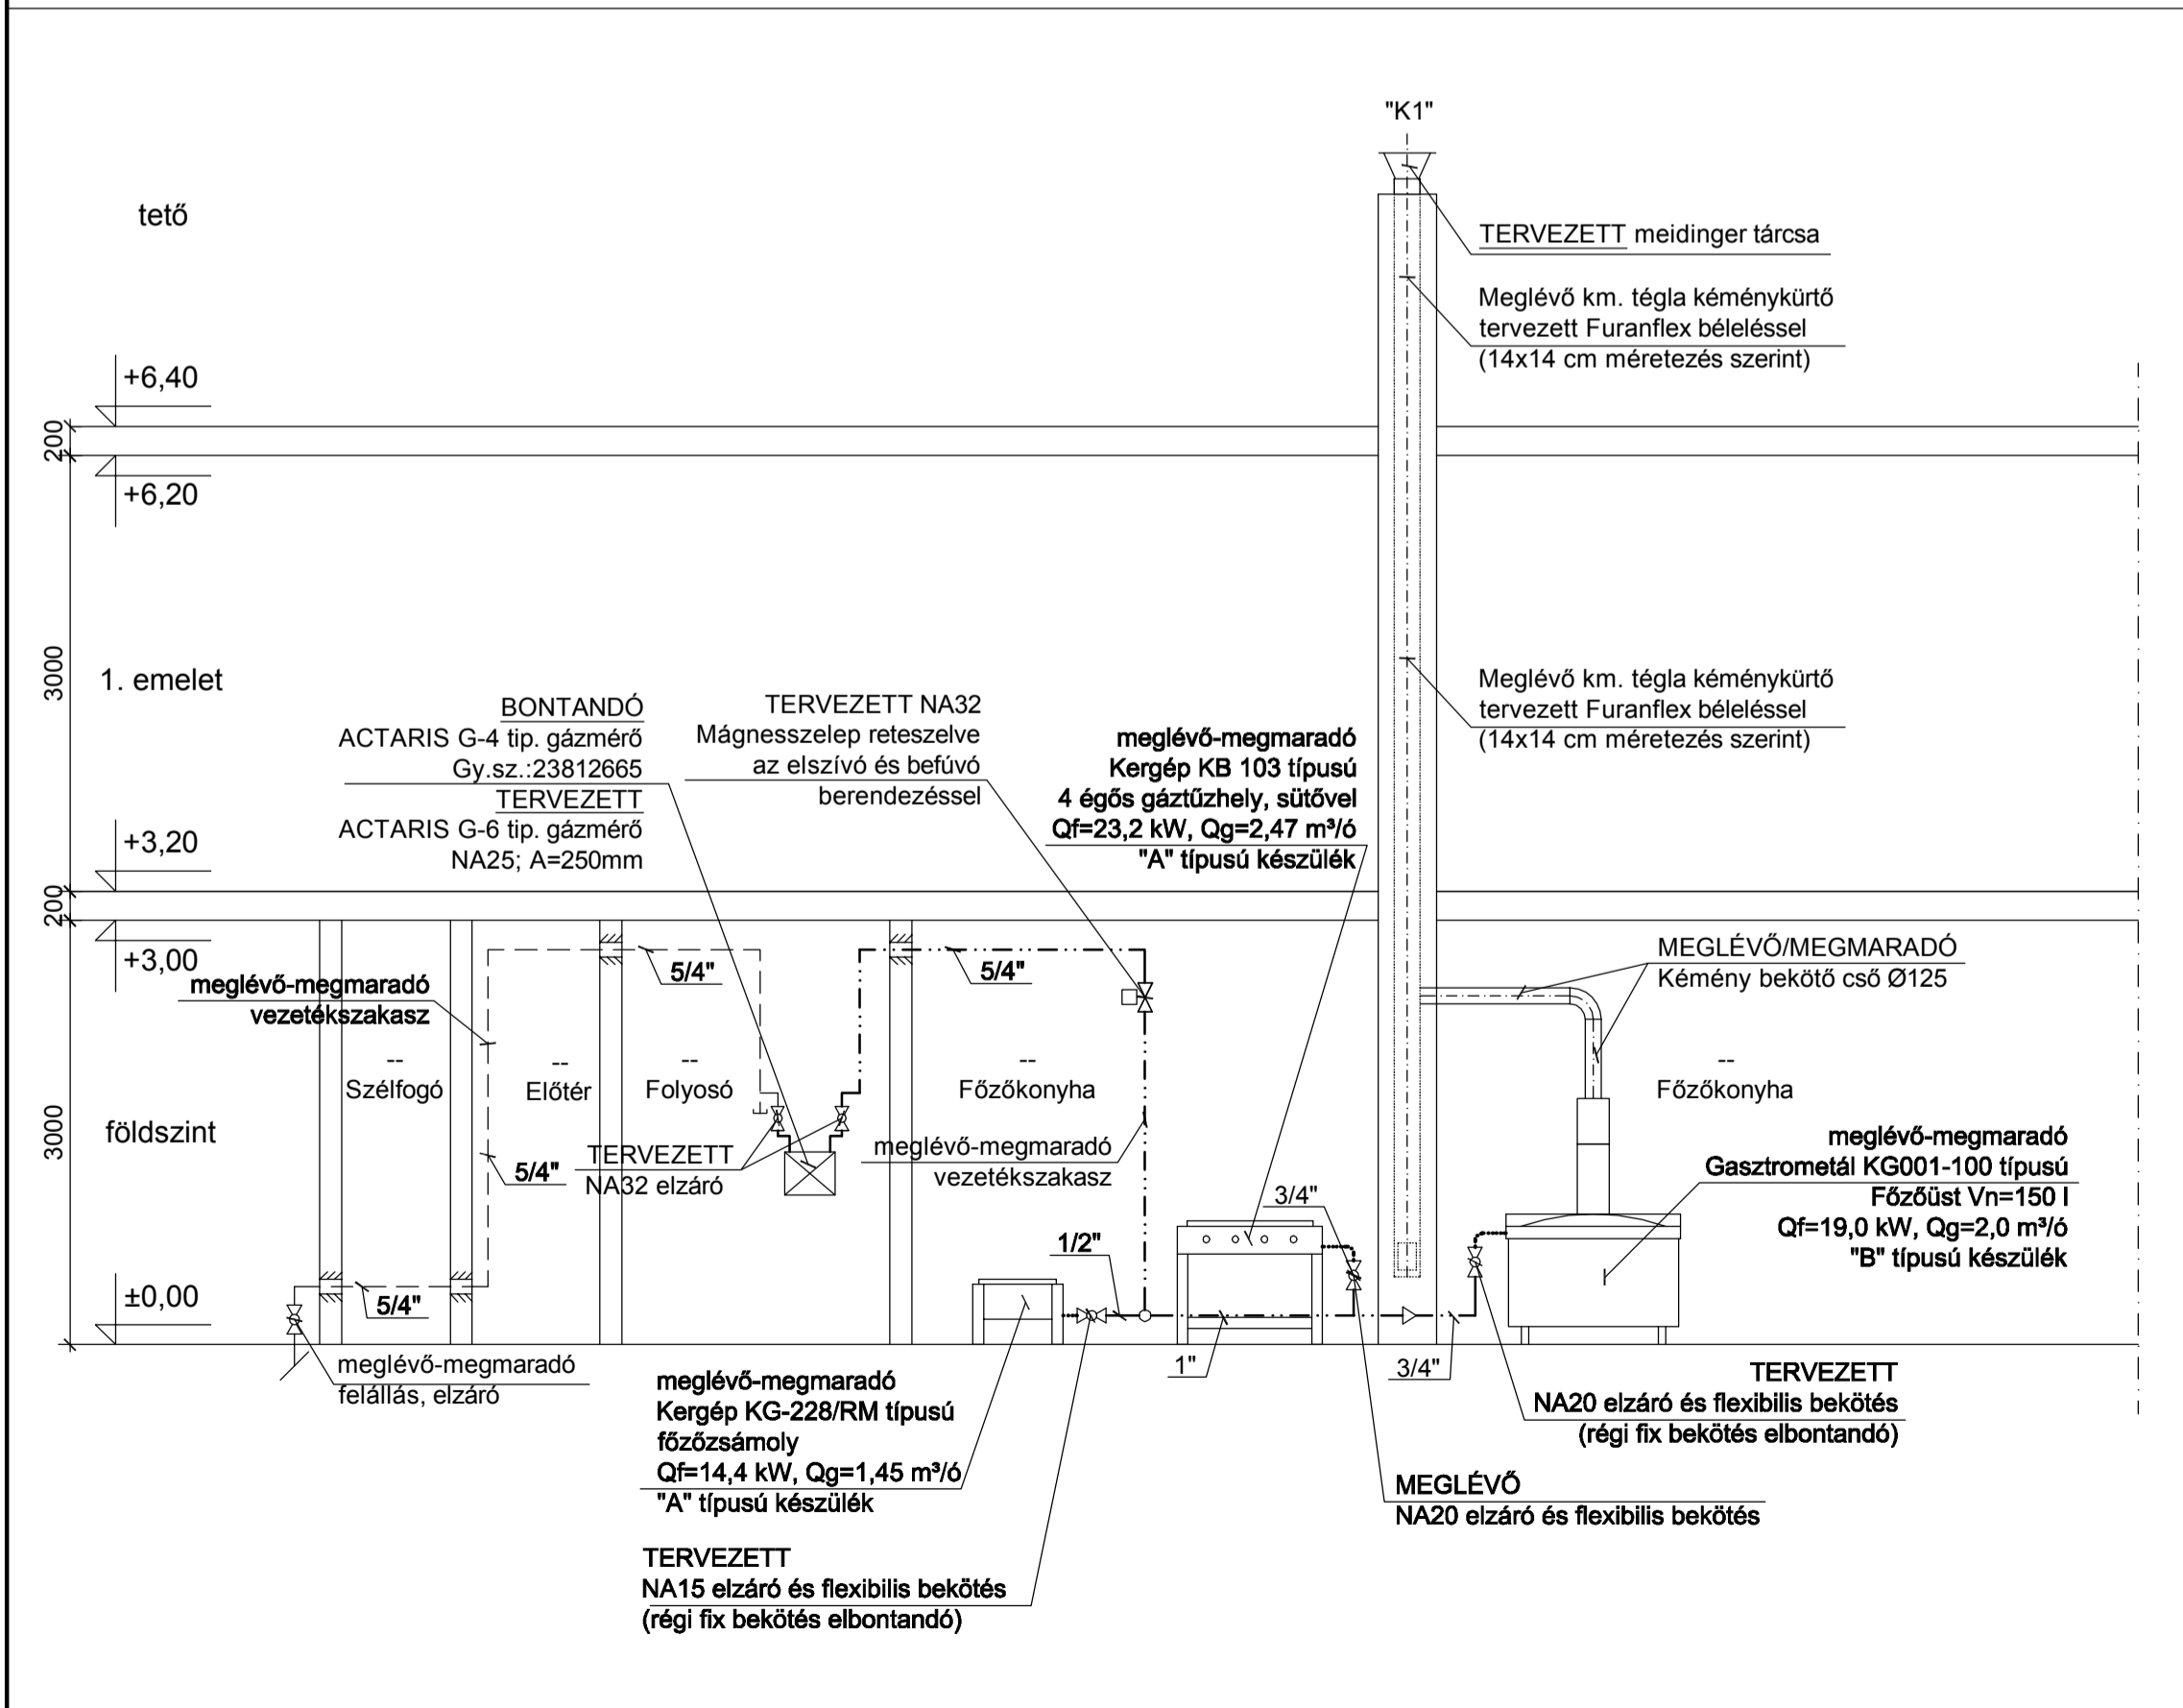 "K1"
tető
TERVEZETT meidinger tárcsa
Meglévő km. tégla kéménykürtő
tervezett Furanflex béleléssel
(14x14 cm méretezés szerint)
+6,40
200
+6,20
3000
1. emelet
BONTANDÓ
ACTARIS G-4 tip. gázmérő
Gy.sz.:23812665
TERVEZETT
ACTARIS G-6 tip. gázmérő
NA25; A=250mm
TERVEZETT NA32
Mágnesszelep reteszelve
az elszívó és befúvó
berendezéssel
meglévő-megmaradó
Kergép KB 103 típusú
4 égős gáztűzhely, sütővel
Qf=23,2 kW, Qg=2,47 m³/ó
"A" típusú készülék
Meglévő km. tégla kéménykürtő
tervezett Furanflex béleléssel
(14x14 cm méretezés szerint)
+3,20
200
+3,00
meglévő-megmaradó
vezetékszakasz
5/4"
5/4"
MEGLÉVŐ/MEGMARADÓ
Kémény bekötő cső Ø125
--
Szélfogó
--
Előtér
--
Folyosó
--
Főzőkonyha
--
Főzőkonyha
3000
földszint
5/4"
TERVEZETT
NA32 elzáró
meglévő-megmaradó
vezetékszakasz
meglévő-megmaradó
Gasztrometál KG001-100 típusú
Főzőüst Vn=150 l
Qf=19,0 kW, Qg=2,0 m³/ó
"B" típusú készülék
3/4"
1/2"
±0,00
5/4"
1"
3/4"
meglévő-megmaradó
felállás, elzáró
meglévő-megmaradó
Kergép KG-228/RM típusú
főzőzsámoly
Qf=14,4 kW, Qg=1,45 m³/ó
"A" típusú készülék
TERVEZETT
NA20 elzáró és flexibilis bekötés
(régi fix bekötés elbontandó)
MEGLÉVŐ
NA20 elzáró és flexibilis bekötés
TERVEZETT
NA15 elzáró és flexibilis bekötés
(régi fix bekötés elbontandó)